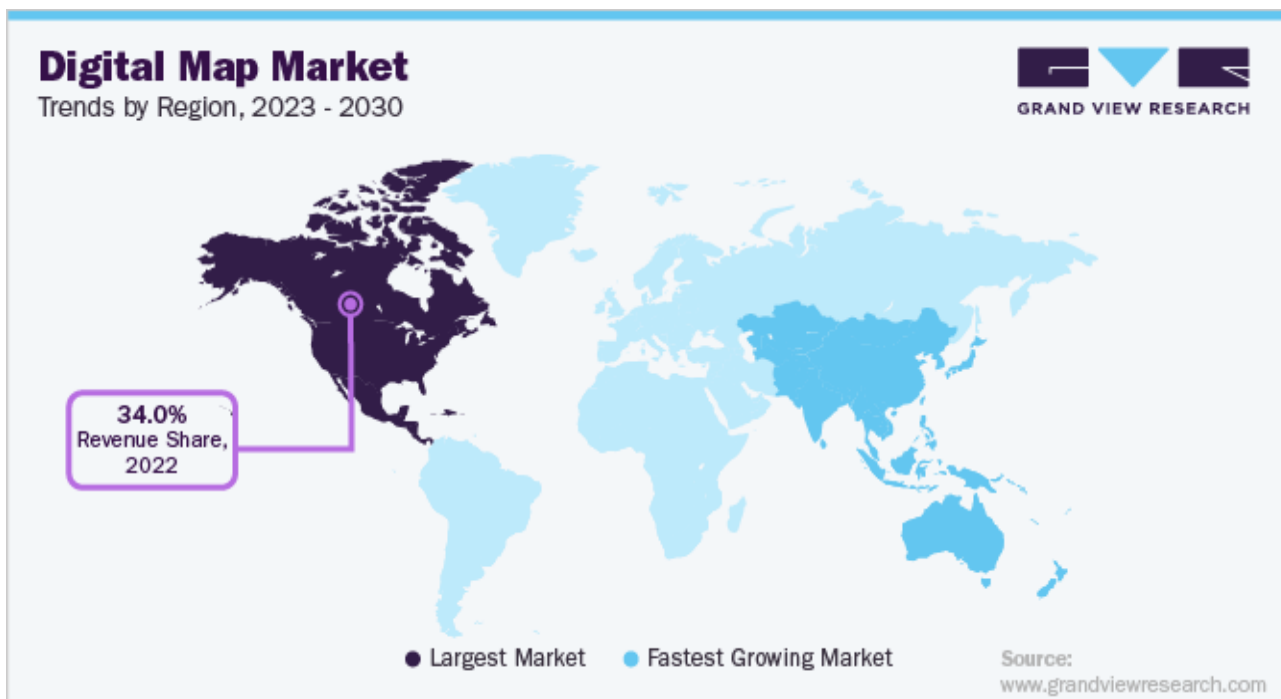 Digital Map Market
Trends by Region, 2023 - 2030
GRAND VIEW RESEARCH
34.0%
Revenue Share,
2022
Largest Market
Fastest Growing Market
Source:
www.grandviewresearch.com